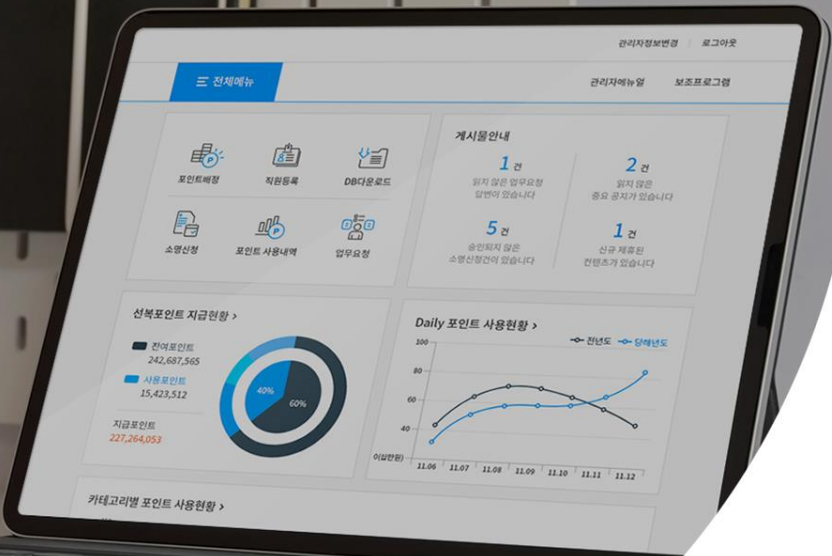 관리자정보변경 | 로그아웃
전체메뉴
관리자메뉴얼 보조프로그램
포인트배정 직원등록 DB다운로드
소명신청 포인트 사용내역 업무요청
게시물안내
1 건
읽지 않은 업무요청
답변이 있습니다
2 건
읽지 않은
중요 공지가 있습니다
5 건
승인되지 않은
소명신청건이 있습니다
1 건
신규 제휴된
컨텐츠가 있습니다
선복포인트 지급현황 >
잔여포인트
242,687,565
사용포인트
15,423,512
지급포인트
227,264,053
40%
60%
Daily 포인트 사용현황 >
전년도 당해년도
100
80
60
40
0(십만원)
11.06 11.07 11.08 11.09 11.10 11.11 11.12
카테고리별 포인트 사용현황 >